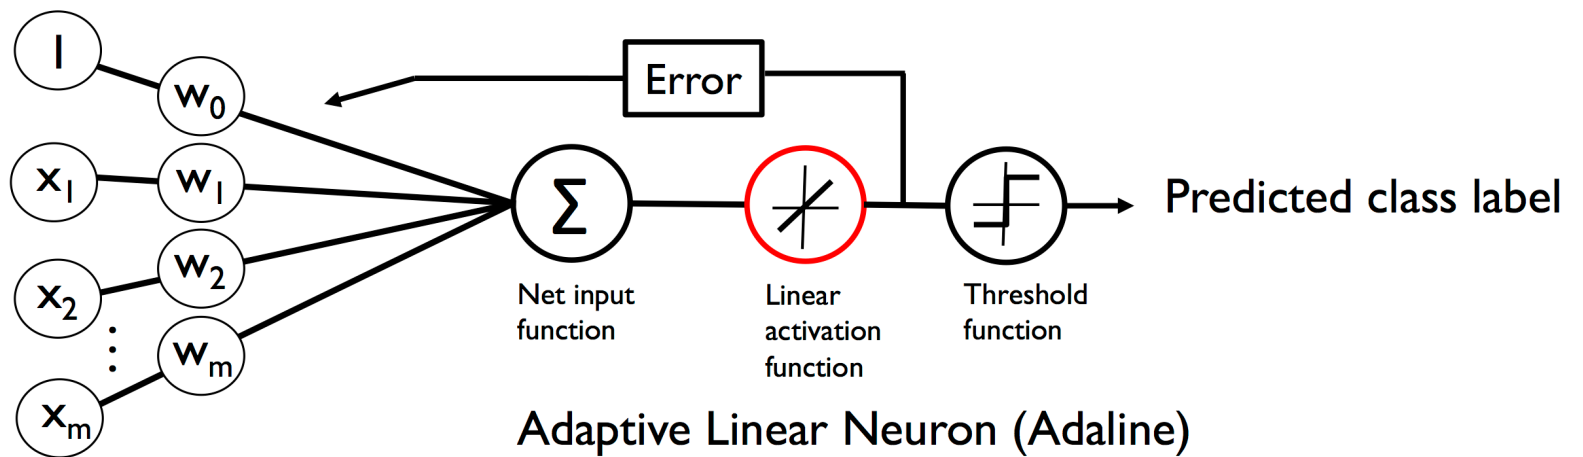 1
w0
Error
x1
w1
Σ
Predicted class label
x2
w2
⋮
Net input
function
Linear
activation
function
Threshold
function
xm
wm
Adaptive Linear Neuron (Adaline)